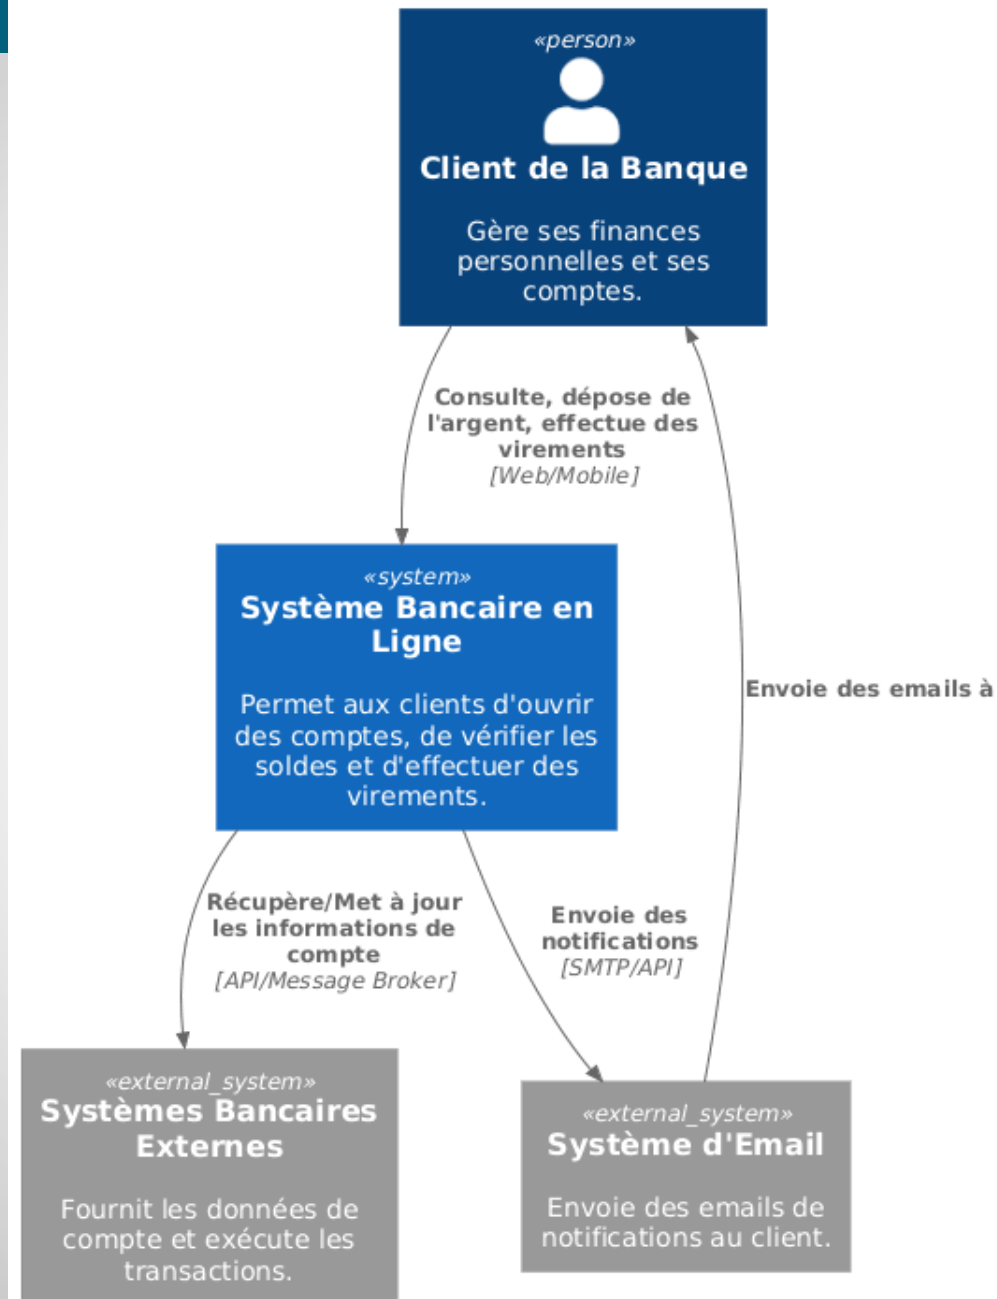 «person»
Client de la Banque
Gère ses finances
personnelles et ses
comptes.
Consulte, dépose de
l'argent, effectue des
virements
[Web/Mobile]
«system»
Système Bancaire en
Ligne
Permet aux clients d'ouvrir
des comptes, de vérifier les
soldes et d'effectuer des
virements.
Envoie des emails à
Récupère/Met à jour
les informations de
compte
[API/Message Broker]
Envoie des
notifications
[SMTP/API]
«external_system»
Systèmes Bancaires
Externes
Fournit les données de
compte et exécute les
transactions.
«external_system»
Système d'Email
Envoie des emails de
notifications au client.